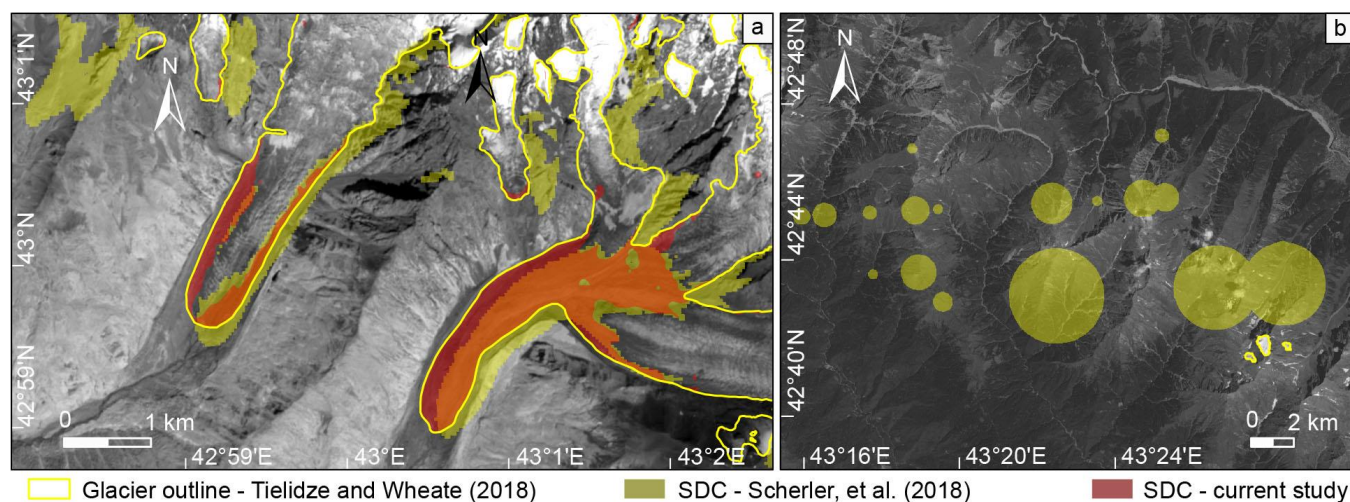 a
N
N
43°1'N
43°N
42°59'N
0 1 km
42°59'E
43°E
43°1'E
43°2'E
b
N
42°48'N
42°44'N
42°40'N
0 2 km
43°16'E
43°20'E
43°24'E
Glacier outline - Tielidze and Wheate (2018)
SDC - Scherler, et al. (2018)
SDC - current study